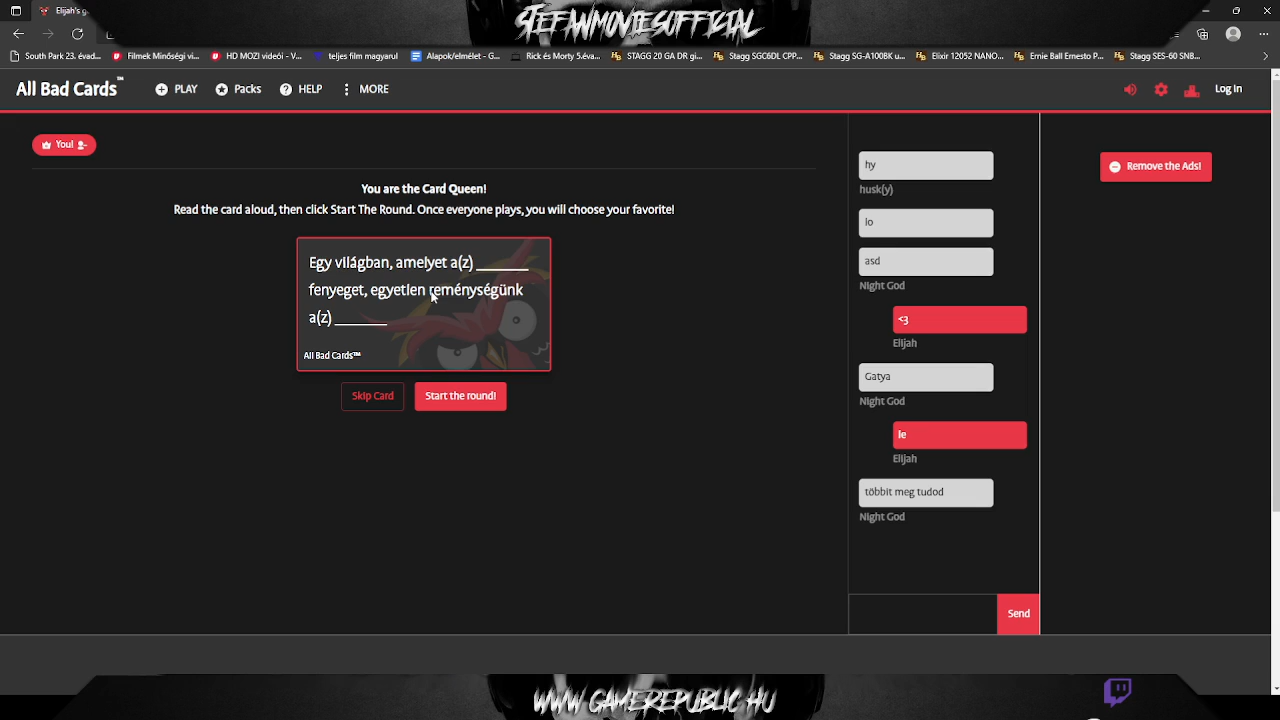 STEFANMOVIESOFFICIAL
Elijah's g
South Park 23. évad...
Filmek Minőségi vi...
HD MOZI videói - V...
teljes film magyarul
Alapok/elmélet - G...
Rick és Morty 5.éva...
STAGG 20 GA DR gi...
Stagg SGC6DL CPP...
Stagg SG-A100BK u...
Elixir 12052 NANO...
Ernie Ball Ernesto P...
Stagg SES-60 SNB...
All Bad Cards™
PLAY
Packs
HELP
MORE
Log In
You!
You are the Card Queen!
Read the card aloud, then click Start The Round. Once everyone plays, you will choose your favorite!
Egy világban, amelyet a(z) ______
fenyeget, egyetlen reménységünk
a(z) ______
All Bad Cards™
Skip Card
Start the round!
hy
husk(y)
lo
asd
Night God
<3
Elijah
Gatya
Night God
le
Elijah
többit meg tudod
Night God
Send
Remove the Ads!
WWW GAMEREPUBLIC.HU